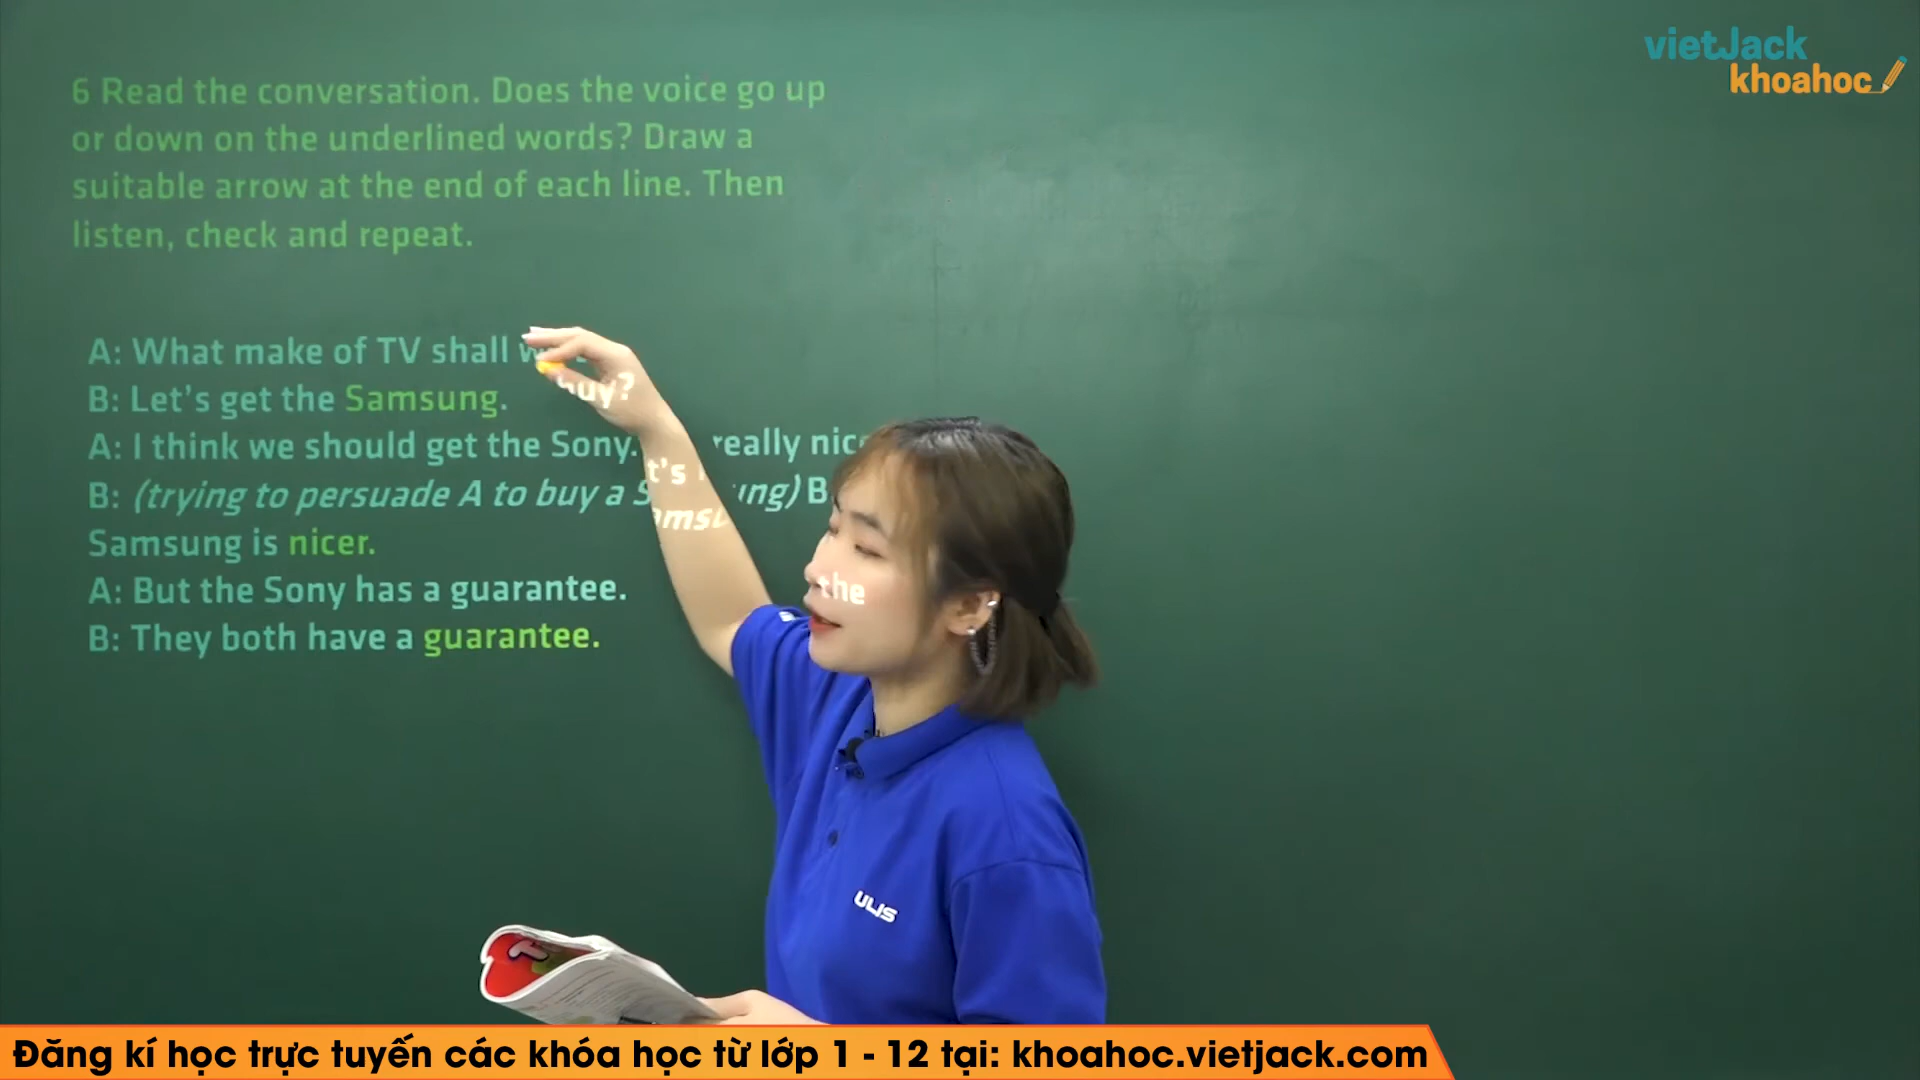 vietJack
khoahoc
6 Read the conversation. Does the voice go up
or down on the underlined words? Draw a
suitable arrow at the end of each line. Then
listen, check and repeat.
A: What make of TV shall
buy?
B: Let's get the Samsung.
A: I think we should get the Sony. really
B: (trying to persuade A to buy a
the
Samsung is nicer.
A: But the Sony has a guarantee.
B: They both have a guarantee.
ULIS
Đăng kí học trực tuyến các khóa học từ lớp 1 - 12 tại: khoahoc.vietjack.com